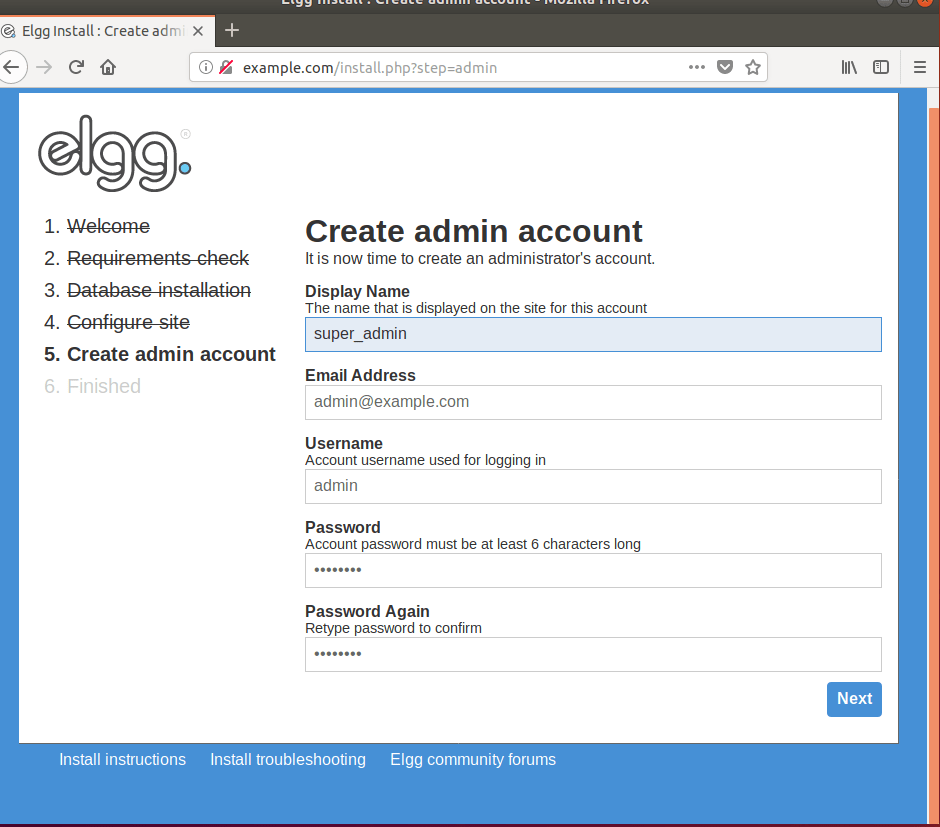 Elgg Install : Create admin account - Mozilla Firefox
Elgg Install : Create admi
example.com/install.php?step=admin
elgg.®
1. Welcome
2. Requirements check
3. Database installation
4. Configure site
5. Create admin account
6. Finished
Create admin account
It is now time to create an administrator's account.
Display Name
The name that is displayed on the site for this account
super_admin
Email Address
admin@example.com
Username
Account username used for logging in
admin
Password
Account password must be at least 6 characters long
••••••••
Password Again
Retype password to confirm
••••••••
Next
Install instructions Install troubleshooting Elgg community forums